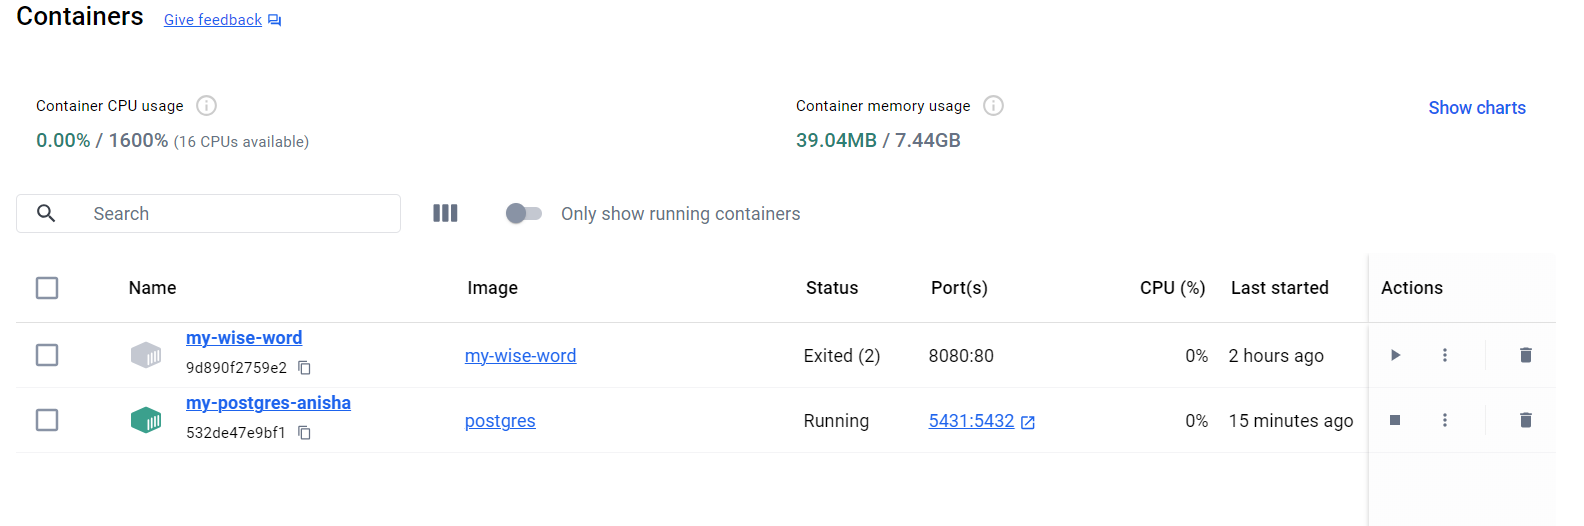 Containers Give feedback
Container CPU usage
0.00% / 1600% (16 CPUs available)
Container memory usage
39.04MB / 7.44GB
Show charts
Search
Only show running containers
Name Image Status Port(s) CPU (%) Last started Actions
my-wise-word
9d890f2759e2
my-wise-word Exited (2) 8080:80 0% 2 hours ago
my-postgres-anisha
532de47e9bf1
postgres Running 5431:5432 0% 15 minutes ago